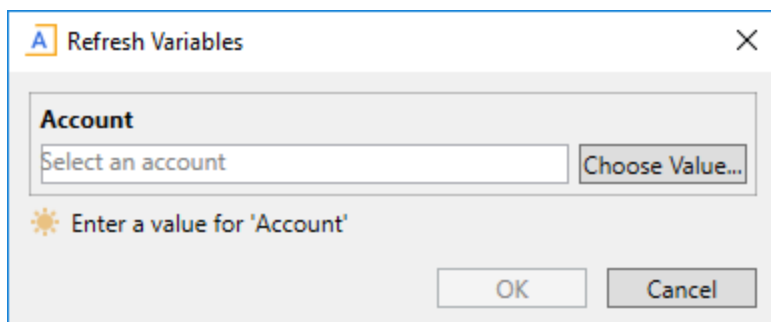 A Refresh Variables
Account
Select an account
Choose Value...
Enter a value for 'Account'
OK
Cancel